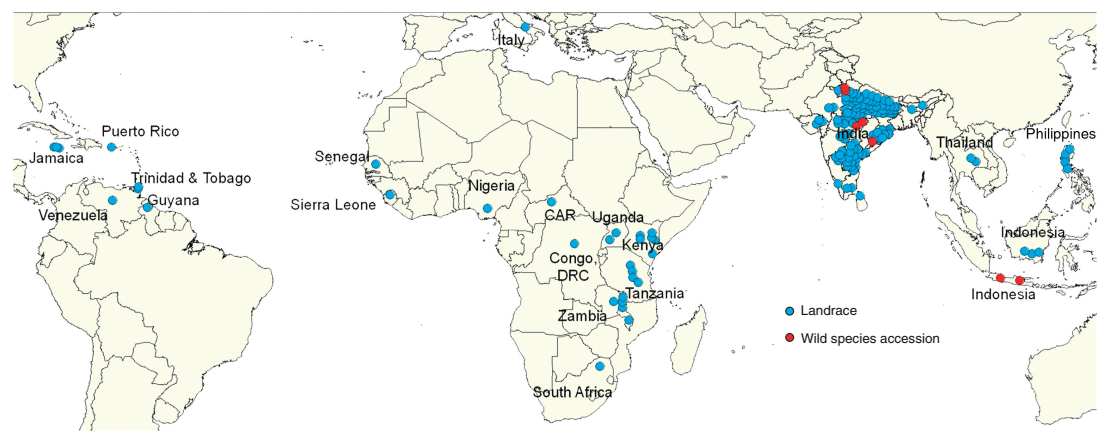 Italy
Puerto Rico
Jamaica
Trinidad & Tobago
Guyana
Venezuela
Senegal
Sierra Leone
Nigeria
CAR
Uganda
Kenya
Congo,
DRC
Tanzania
Zambia
South Africa
India
Thailand
Philippines
Indonesia
Indonesia
Landrace
Wild species accession